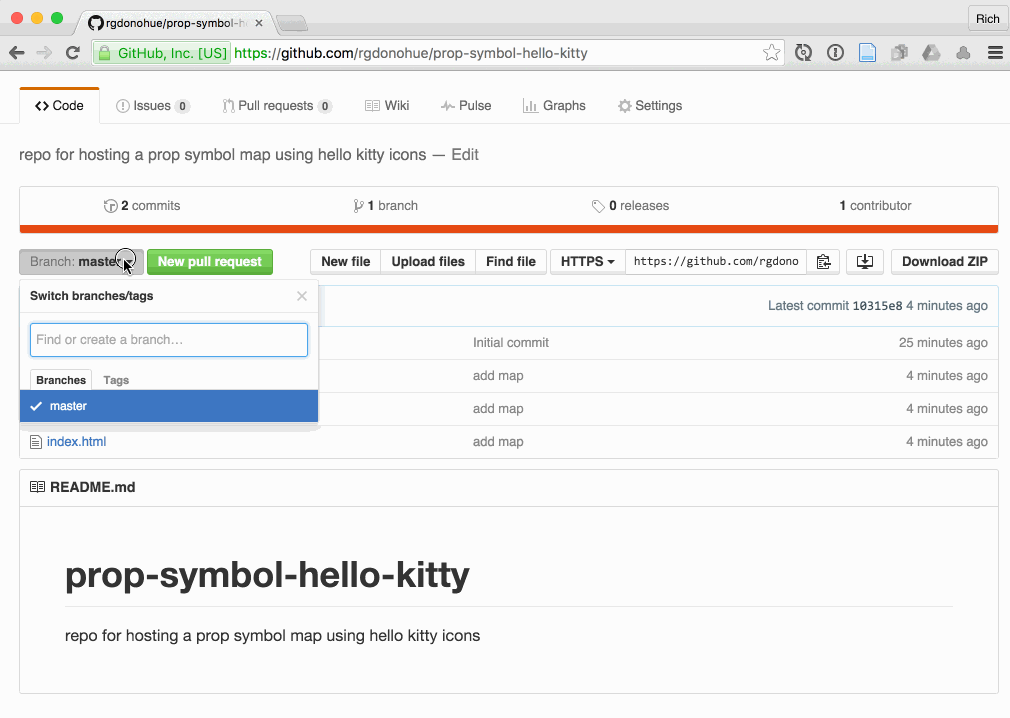 rgdonohue/prop-symbol-h
Rich
GitHub, Inc. [US] https://github.com/rgdonohue/prop-symbol-hello-kitty
Code Issues 0 Pull requests 0 Wiki Pulse Graphs Settings
repo for hosting a prop symbol map using hello kitty icons — Edit
2 commits 1 branch 0 releases 1 contributor
Branch: master New pull request New file Upload files Find file HTTPS https://github.com/rgdono Download ZIP
Switch branches/tags
Latest commit 10315e8 4 minutes ago
Find or create a branch…
Initial commit 25 minutes ago
Branches Tags
add map 4 minutes ago
master
add map 4 minutes ago
index.html add map 4 minutes ago
README.md
prop-symbol-hello-kitty
repo for hosting a prop symbol map using hello kitty icons